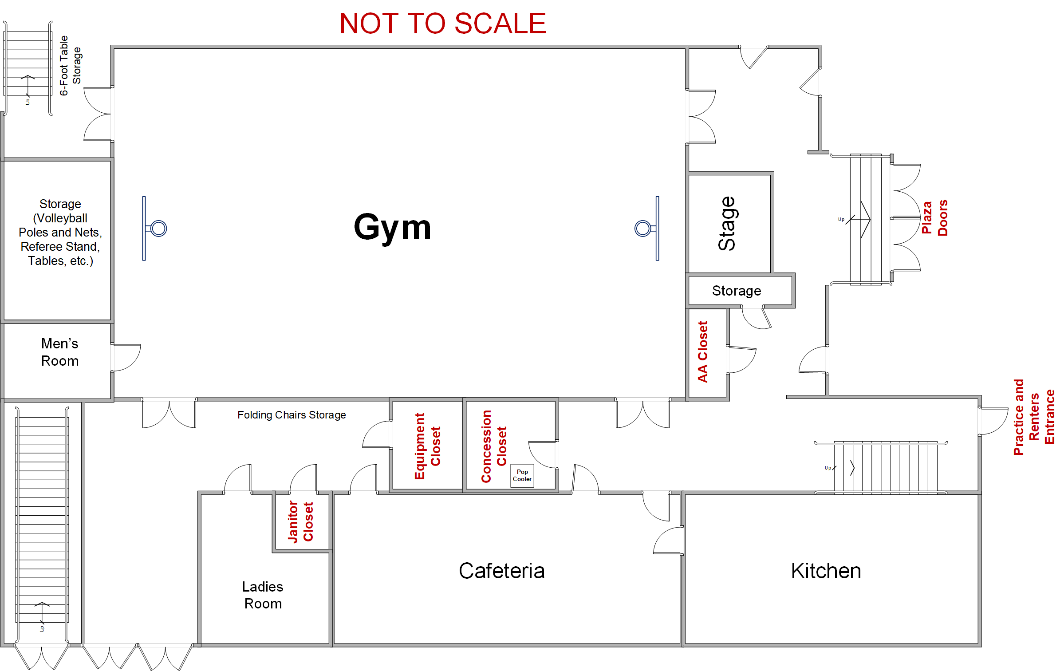 NOT TO SCALE
6-Foot Table
Storage
Storage
(Volleyball
Poles and Nets,
Referee Stand,
Tables, etc.)
Gym
Stage
Up
Plaza
Doors
Storage
Men's
Room
AA Closet
Practice and
Renters
Entrance
Folding Chairs Storage
Equipment
Closet
Concession
Closet
Pop
Cooler
Up
Janitor
Closet
Ladies
Room
Cafeteria
Kitchen